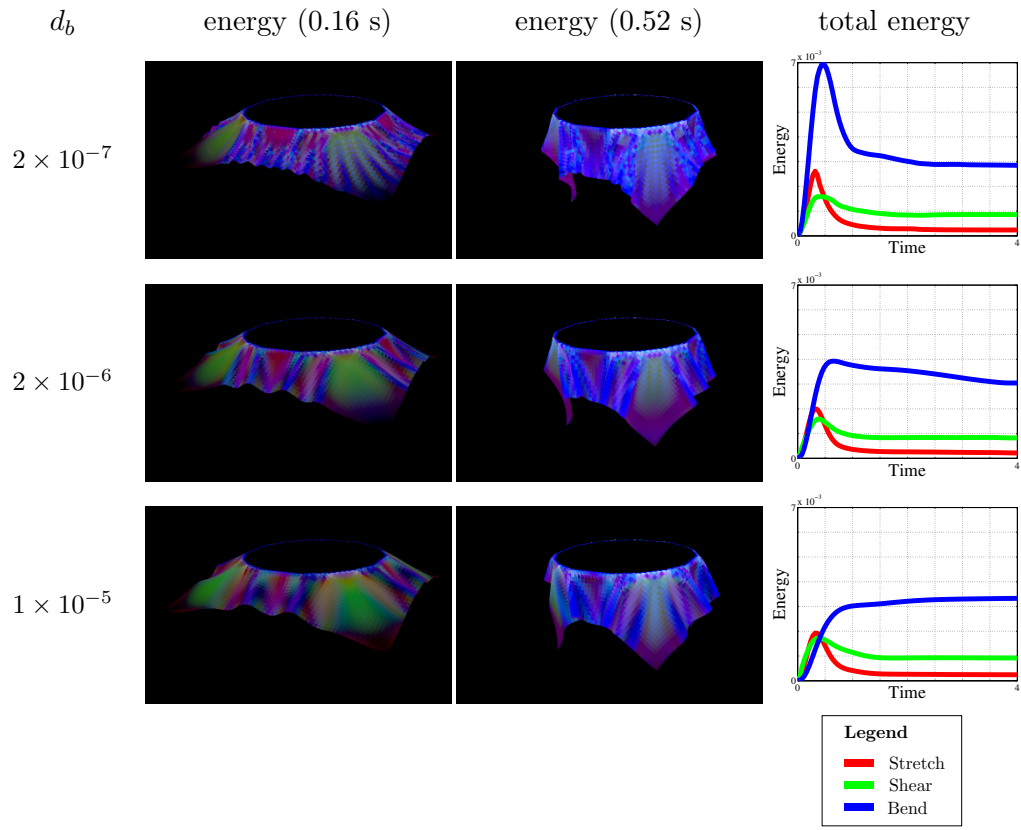 d_b energy (0.16 s) energy (0.52 s) total energy
2 × 10⁻⁷
7 x 10⁻³
Energy
0
0 4
Time
2 × 10⁻⁶
7 x 10⁻³
Energy
0
0 4
Time
1 × 10⁻⁵
7 x 10⁻³
Energy
0
0 4
Time
Legend
Stretch
Shear
Bend